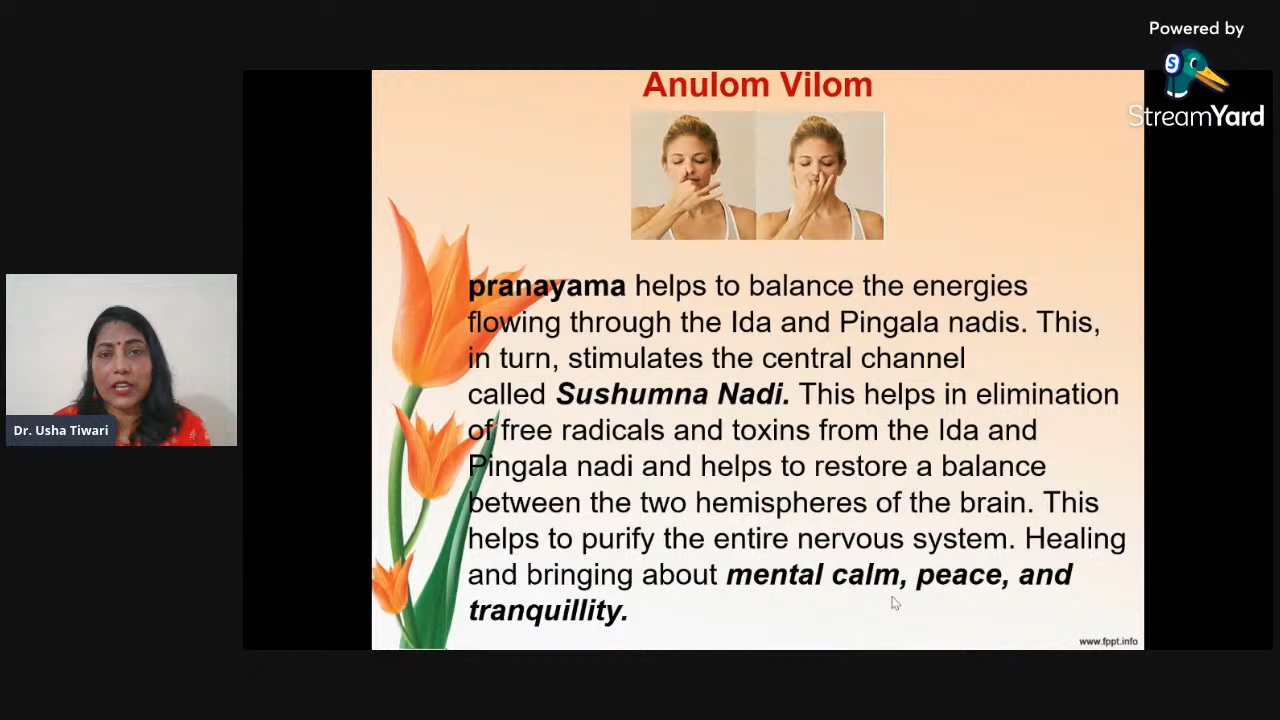 Powered by
StreamYard
Anulom Vilom
pranayama helps to balance the energies
flowing through the Ida and Pingala nadis. This,
in turn, stimulates the central channel
called Sushumna Nadi. This helps in elimination
of free radicals and toxins from the Ida and
Pingala nadi and helps to restore a balance
between the two hemispheres of the brain. This
helps to purify the entire nervous system. Healing
and bringing about mental calm, peace, and
tranquillity.
www.fppt.info
Dr. Usha Tiwari